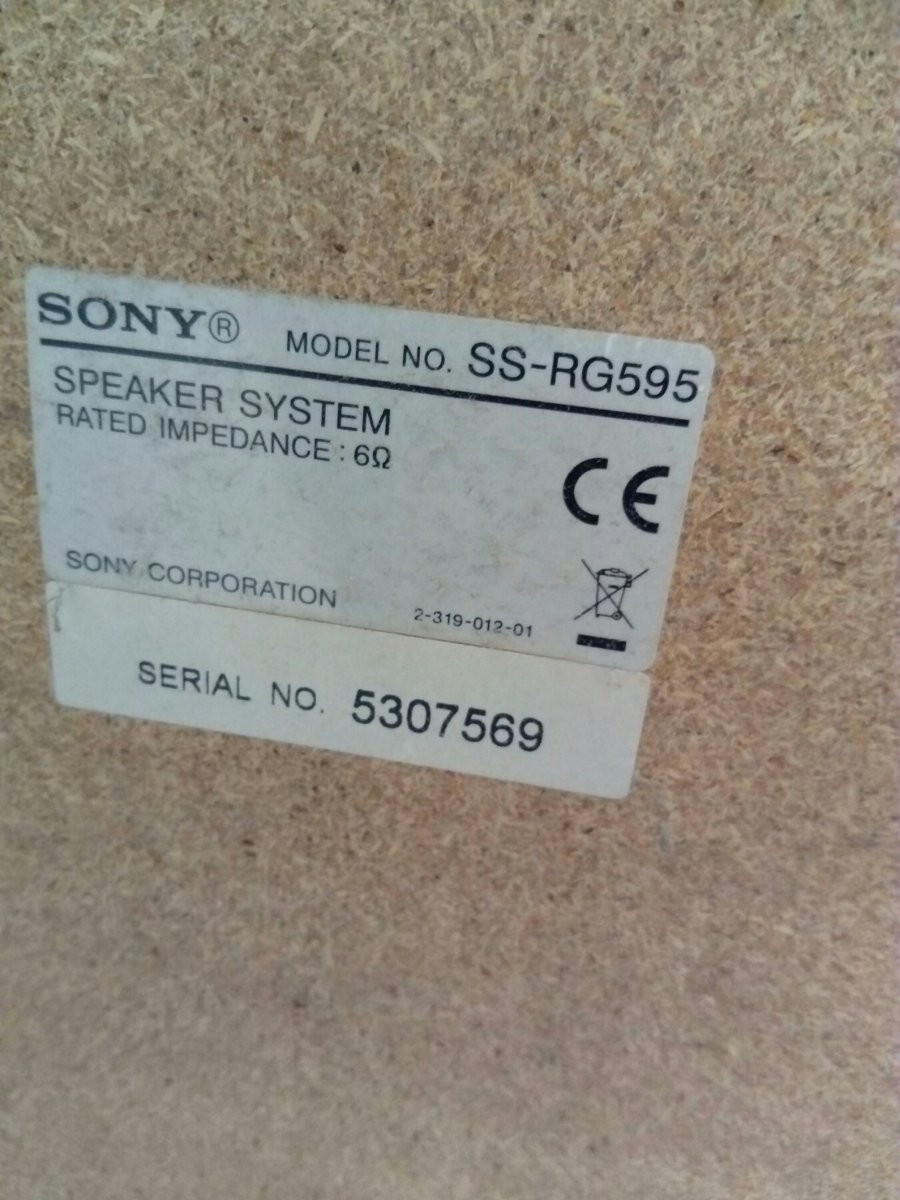 SONY® MODEL NO. SS-RG595
SPEAKER SYSTEM
RATED IMPEDANCE : 6Ω
CE
SONY CORPORATION 2-319-012-01
SERIAL NO. 5307569